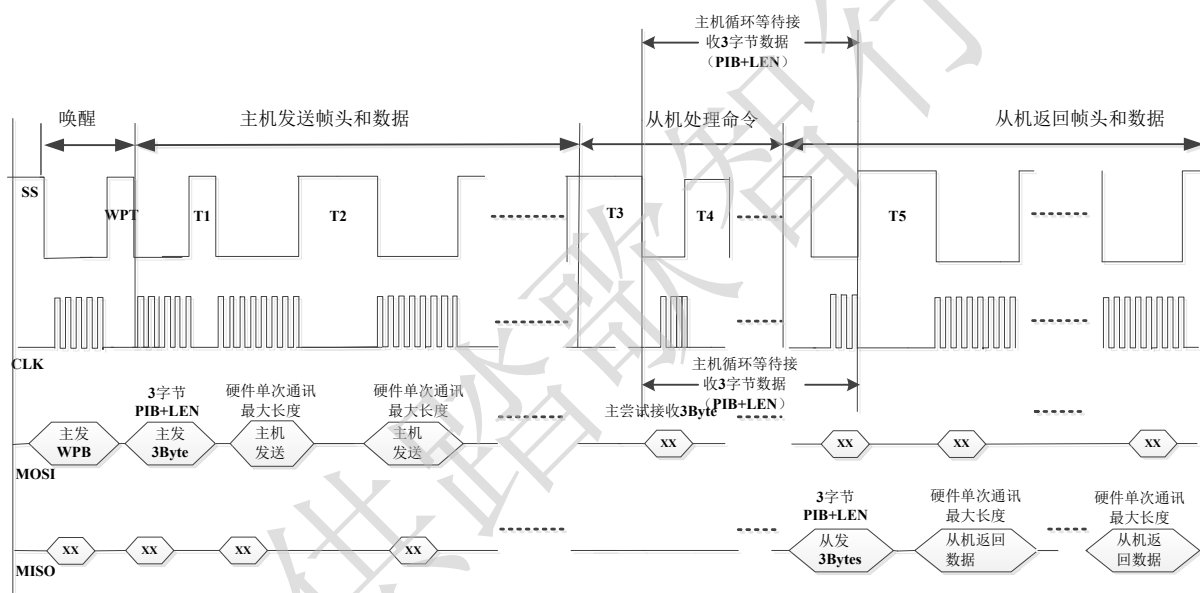 主机循环等待接
收3字节数据
(PIB+LEN)
唤醒
主机发送帧头和数据
从机处理命令
从机返回帧头和数据
SS
WPT
T1
T2
T3
T4
T5
CLK
主机循环等待接
收3字节数据
(PIB+LEN)
3字节
PIB+LEN
硬件单次通讯
最大长度
硬件单次通讯
最大长度
主尝试接收3Byte
主发
WPB
主发
3Byte
主机
发送
主机
发送
XX
XX
XX
XX
MOSI
3字节
PIB+LEN
硬件单次通讯
最大长度
硬件单次通讯
最大长度
XX
XX
XX
XX
从发
3Bytes
从机返回
数据
从机返
回数据
MISO
供踏歌智行